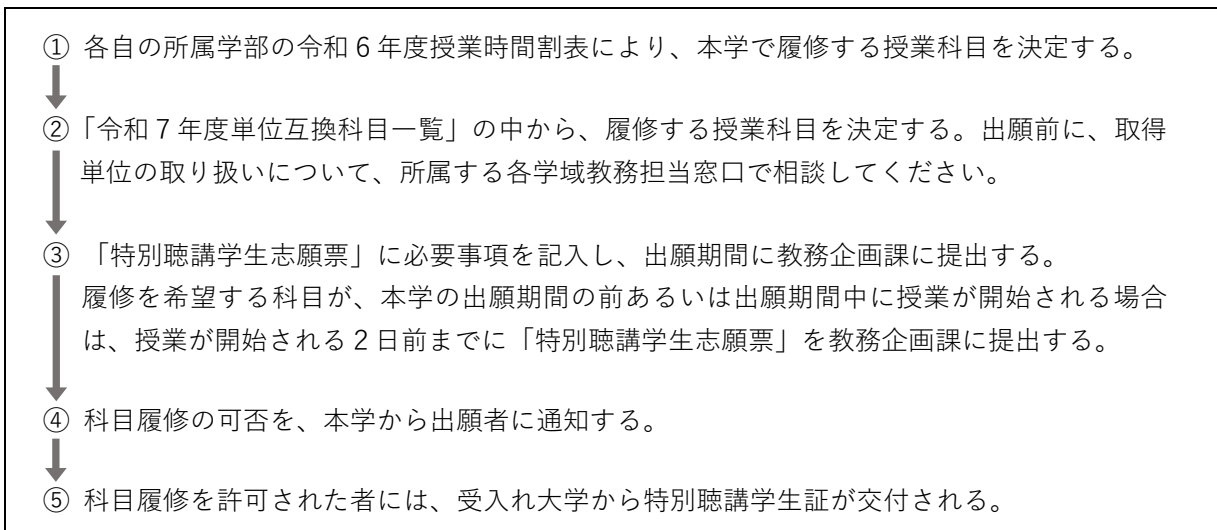 ① 各自の所属学部の令和６年度授業時間割表により、本学で履修する授業科目を決定する。
②「令和７年度単位互換科目一覧」の中から、履修する授業科目を決定する。出願前に、取得
単位の取り扱いについて、所属する各学域教務担当窓口で相談してください。
③ 「特別聴講学生志願票」に必要事項を記入し、出願期間に教務企画課に提出する。
履修を希望する科目が、本学の出願期間の前あるいは出願期間中に授業が開始される場合
は、授業が開始される２日前までに「特別聴講学生志願票」を教務企画課に提出する。
④ 科目履修の可否を、本学から出願者に通知する。
⑤ 科目履修を許可された者には、受入れ大学から特別聴講学生証が交付される。